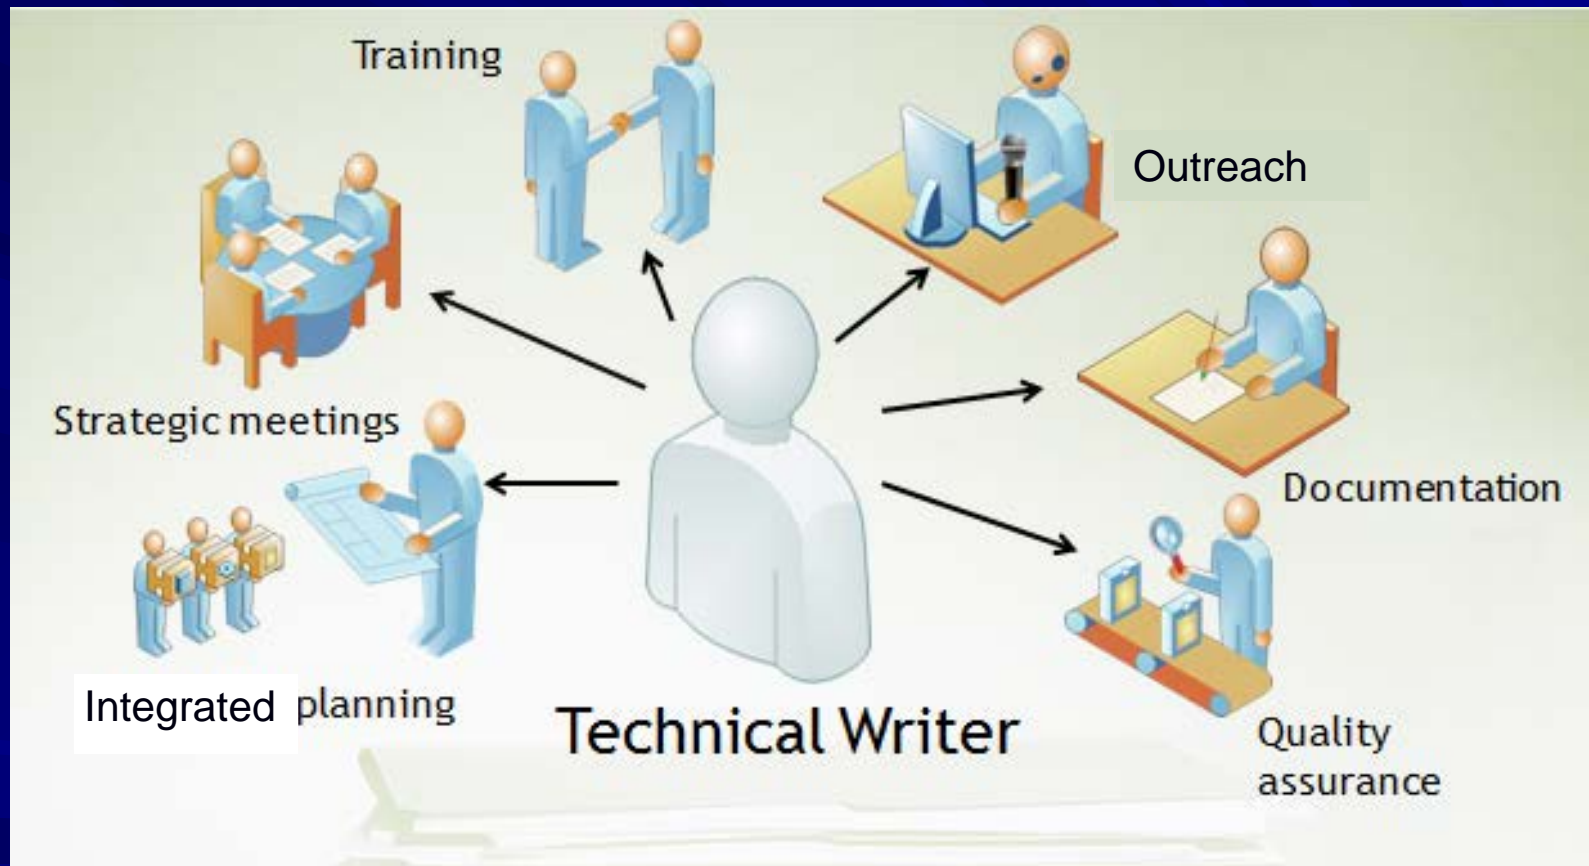 Training
Outreach
Strategic meetings
Documentation
Integrated planning
Technical Writer
Quality
assurance